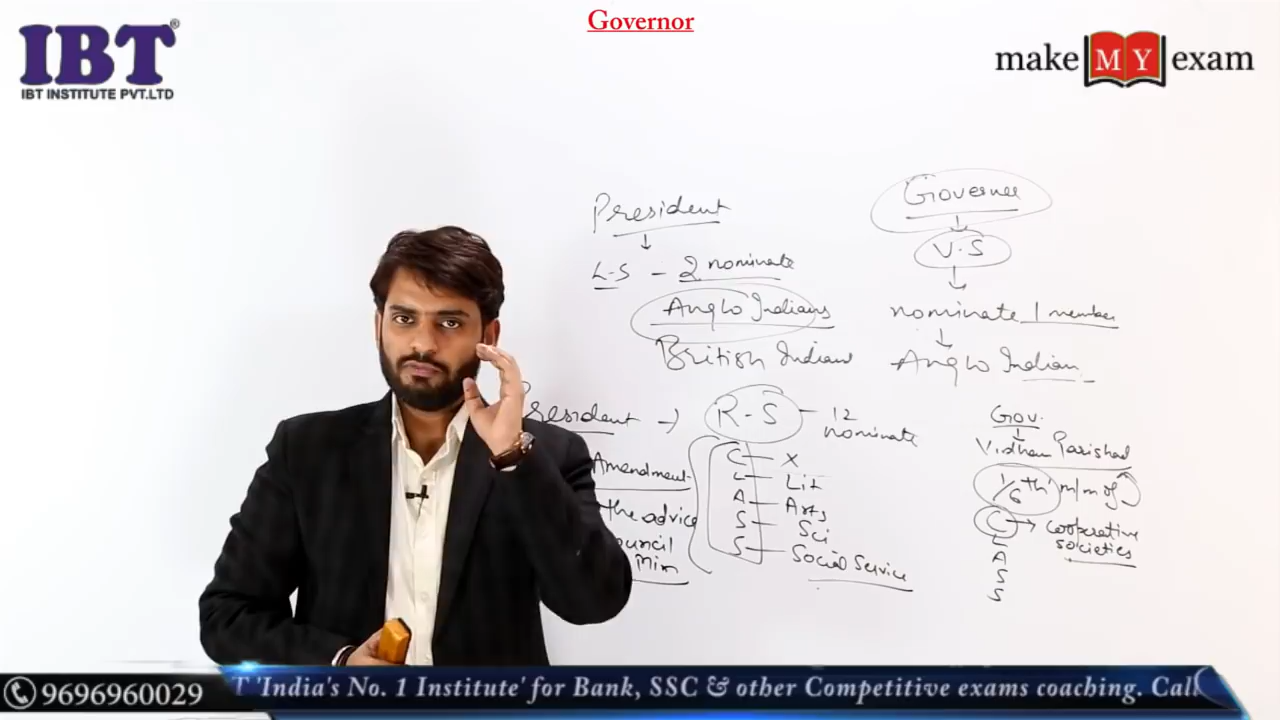 Governor
IBT®
IBT INSTITUTE PVT.LTD
make MY exam
President
L-S - 2 nominate
Anglo Indians
British Indians
Governer
V.S
nominate 1 member
Anglo Indian
President → R-S - 12
nominate
C - X
L - Lit
A - Arts
S - Sci
S - Social Service
Amendment
the advice
ouncil
Min
Gov.
Vidhan Parishad
1/6th m/m of
C → cooperative
societies
L
A
S
S
9696960029
T 'India's No. 1 Institute' for Bank, SSC & other Competitive exams coaching. Call